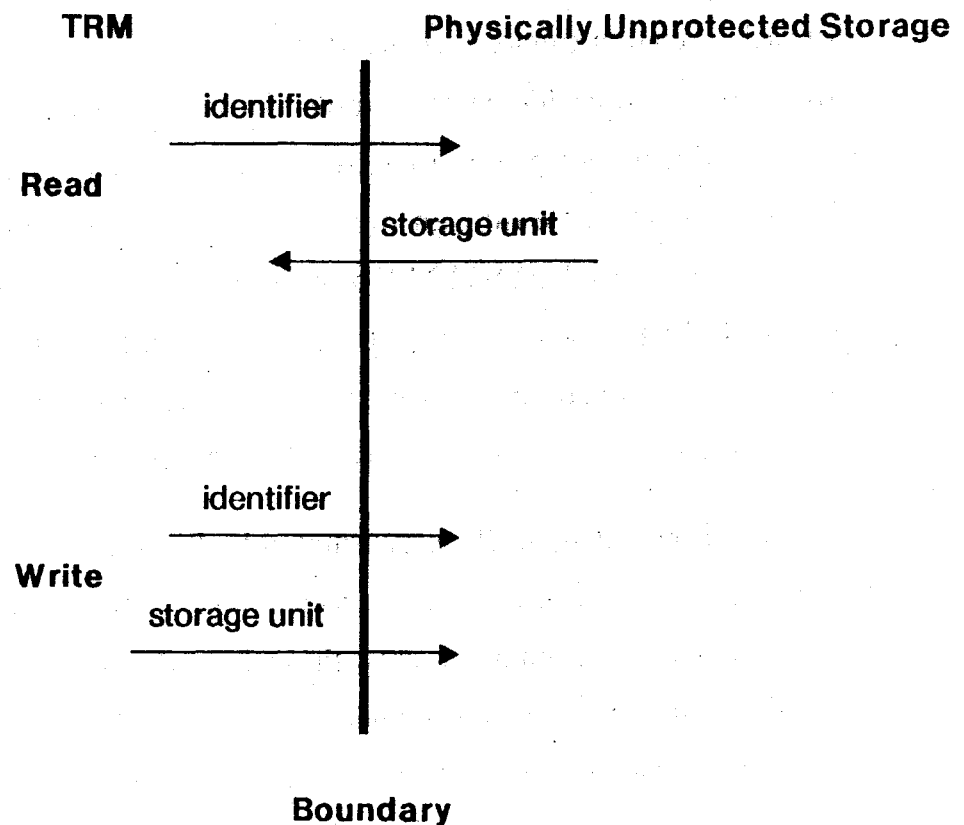 TRM Physically Unprotected Storage
identifier
Read
storage unit
identifier
Write
storage unit
Boundary